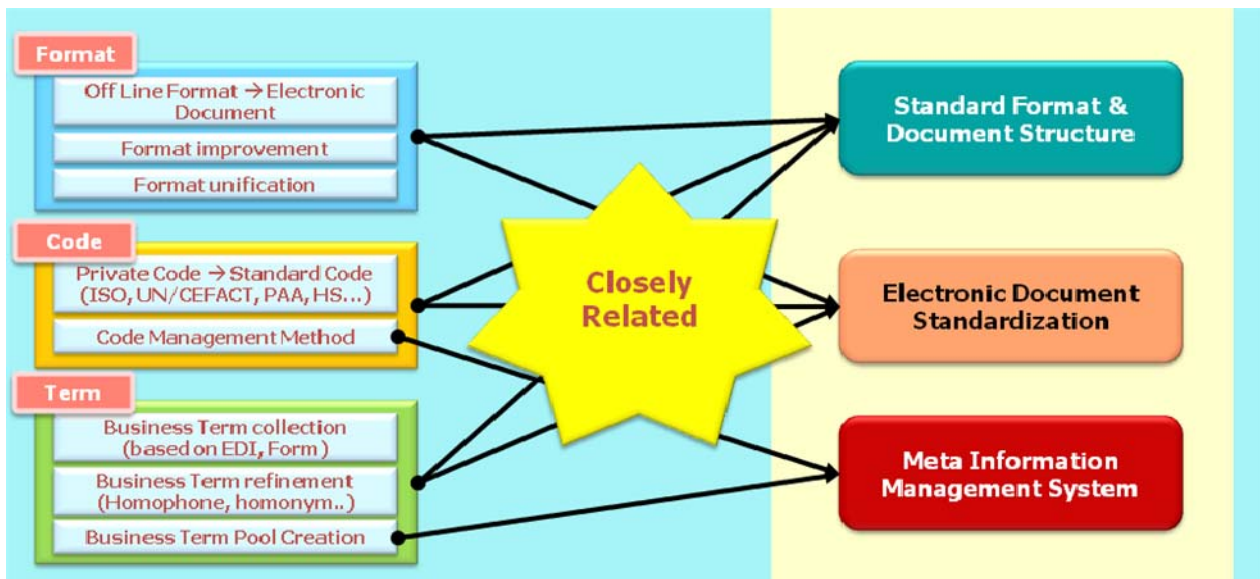 Format
Off Line Format → Electronic
Document
Format improvement
Format unification
Code
Private Code → Standard Code
(ISO, UN/CEFACT, PAA, HS...)
Code Management Method
Term
Business Term collection
(based on EDI, Form)
Business Term refinement
(Homophone, homonym..)
Business Term Pool Creation
Closely
Related
Standard Format &
Document Structure
Electronic Document
Standardization
Meta Information
Management System